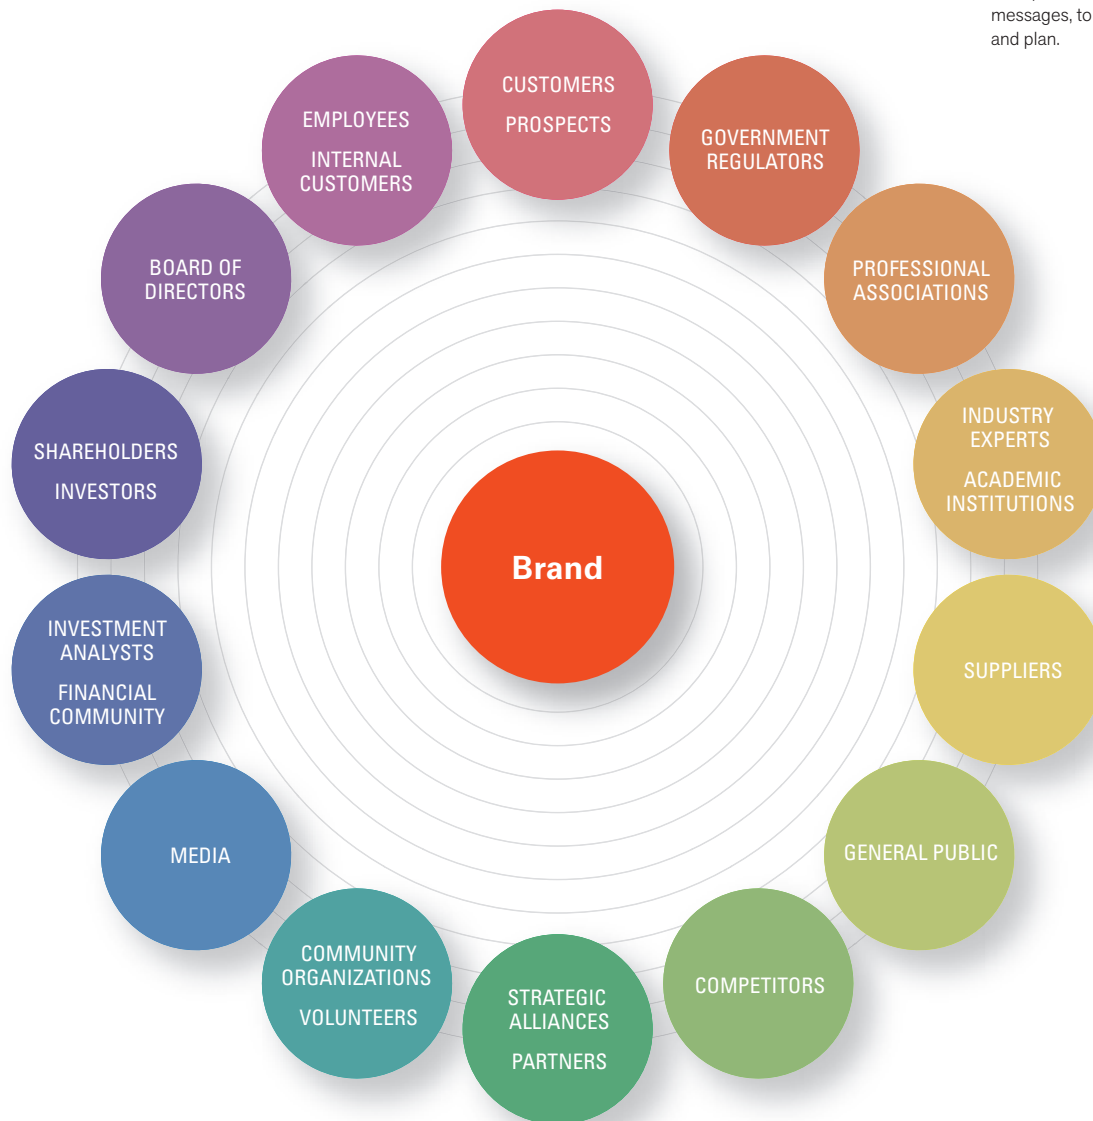 messages, to
and plan.
CUSTOMERS
PROSPECTS
GOVERNMENT
REGULATORS
PROFESSIONAL
ASSOCIATIONS
INDUSTRY
EXPERTS
ACADEMIC
INSTITUTIONS
SUPPLIERS
GENERAL PUBLIC
COMPETITORS
STRATEGIC
ALLIANCES
PARTNERS
COMMUNITY
ORGANIZATIONS
VOLUNTEERS
MEDIA
INVESTMENT
ANALYSTS
FINANCIAL
COMMUNITY
SHAREHOLDERS
INVESTORS
BOARD OF
DIRECTORS
EMPLOYEES
INTERNAL
CUSTOMERS
Brand